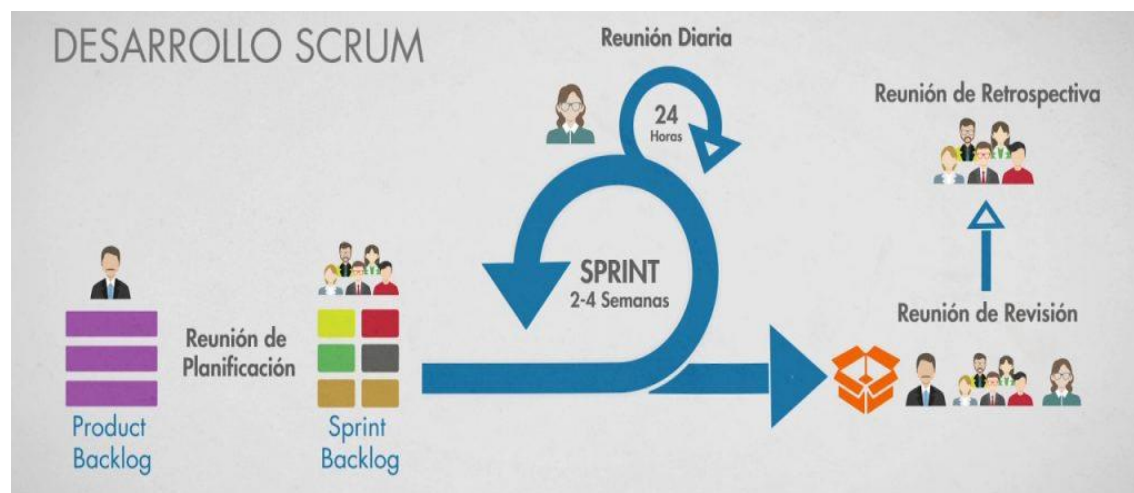 DESARROLLO SCRUM
Reunión Diaria
24
Horas
Reunión de Retrospectiva
SPRINT
2-4 Semanas
Reunión de Revisión
Reunión de
Planificación
Product
Backlog
Sprint
Backlog